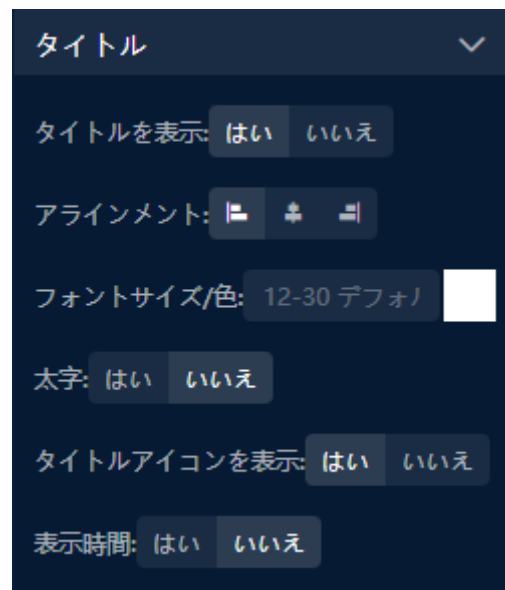 タイトル
タイトルを表示: はい いいえ
アラインメント:
フォントサイズ/色: 12-30 デフォル
太字: はい いいえ
タイトルアイコンを表示: はい いいえ
表示時間: はい いいえ